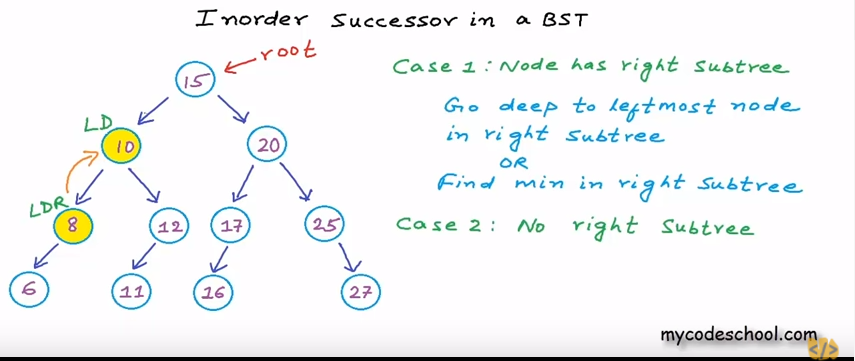 Inorder Successor in a BST
root
15
LD
10
20
LDR
8
12
17
25
6
11
16
27
Case 1: Node has right subtree
Go deep to leftmost node
in right subtree
OR
Find min in right subtree
Case 2: No right subtree
mycodeschool.com
</>